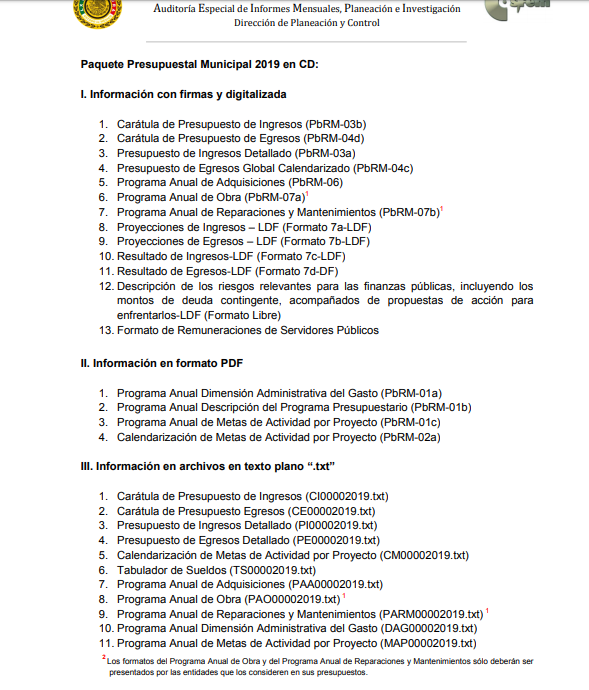 Auditoría Especial de Informes Mensuales, Planeación e Investigación
Dirección de Planeación y Control
Paquete Presupuestal Municipal 2019 en CD:
I. Información con firmas y digitalizada
1. Carátula de Presupuesto de Ingresos (PbRM-03b)
2. Carátula de Presupuesto de Egresos (PbRM-04d)
3. Presupuesto de Ingresos Detallado (PbRM-03a)
4. Presupuesto de Egresos Global Calendarizado (PbRM-04c)
5. Programa Anual de Adquisiciones (PbRM-06)
6. Programa Anual de Obra (PbRM-07a)1
7. Programa Anual de Reparaciones y Mantenimientos (PbRM-07b)1
8. Proyecciones de Ingresos – LDF (Formato 7a-LDF)
9. Proyecciones de Egresos – LDF (Formato 7b-LDF)
10. Resultado de Ingresos-LDF (Formato 7c-LDF)
11. Resultado de Egresos-LDF (Formato 7d-DF)
12. Descripción de los riesgos relevantes para las finanzas públicas, incluyendo los
montos de deuda contingente, acompañados de propuestas de acción para
enfrentarlos-LDF (Formato Libre)
13. Formato de Remuneraciones de Servidores Públicos
II. Información en formato PDF
1. Programa Anual Dimensión Administrativa del Gasto (PbRM-01a)
2. Programa Anual Descripción del Programa Presupuestario (PbRM-01b)
3. Programa Anual de Metas de Actividad por Proyecto (PbRM-01c)
4. Calendarización de Metas de Actividad por Proyecto (PbRM-02a)
III. Información en archivos en texto plano “.txt”
1. Carátula de Presupuesto de Ingresos (CI00002019.txt)
2. Carátula de Presupuesto Egresos (CE00002019.txt)
3. Presupuesto de Ingresos Detallado (PI00002019.txt)
4. Presupuesto de Egresos Detallado (PE00002019.txt)
5. Calendarización de Metas de Actividad por Proyecto (CM00002019.txt)
6. Tabulador de Sueldos (TS00002019.txt)
7. Programa Anual de Adquisiciones (PAA00002019.txt)
8. Programa Anual de Obra (PAO00002019.txt) 1
9. Programa Anual de Reparaciones y Mantenimientos (PARM00002019.txt) 1
10. Programa Anual Dimensión Administrativa del Gasto (DAG00002019.txt)
11. Programa Anual de Metas de Actividad por Proyecto (MAP00002019.txt)
2 Los formatos del Programa Anual de Obra y del Programa Anual de Reparaciones y Mantenimientos sólo deberán ser
presentados por las entidades que los consideren en sus presupuestos.